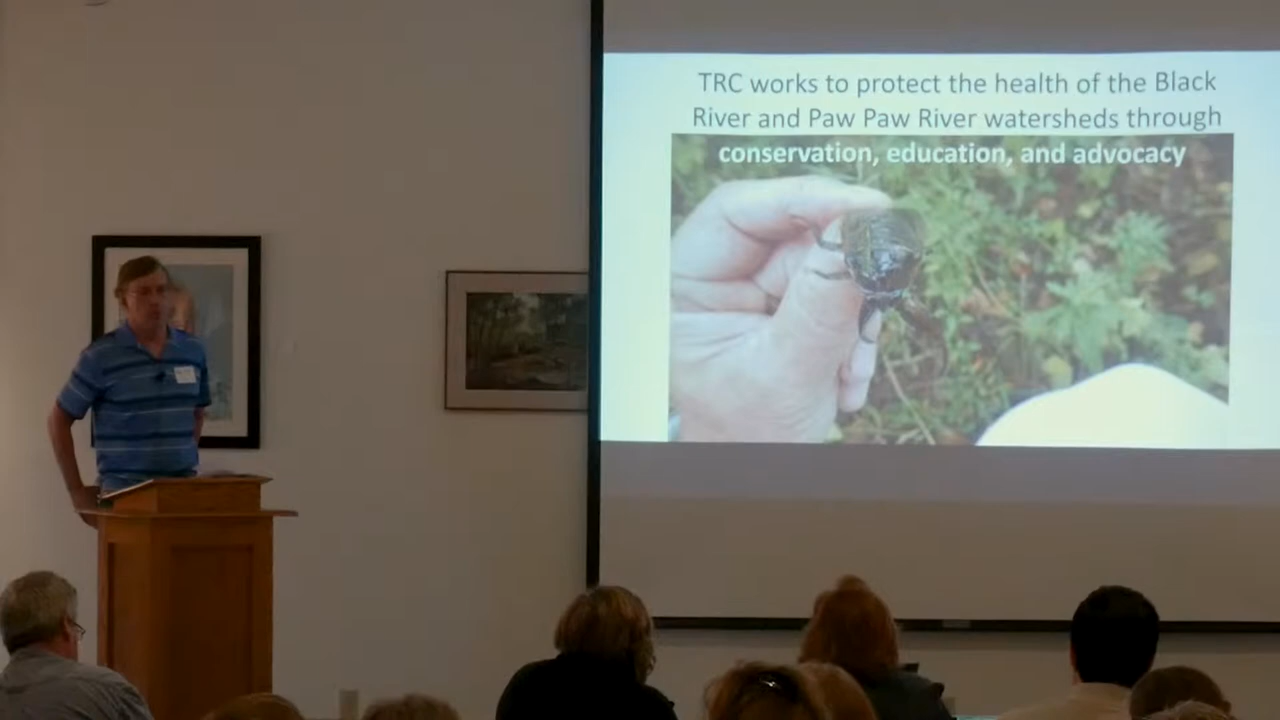 TRC works to protect the health of the Black
River and Paw Paw River watersheds through
conservation, education, and advocacy